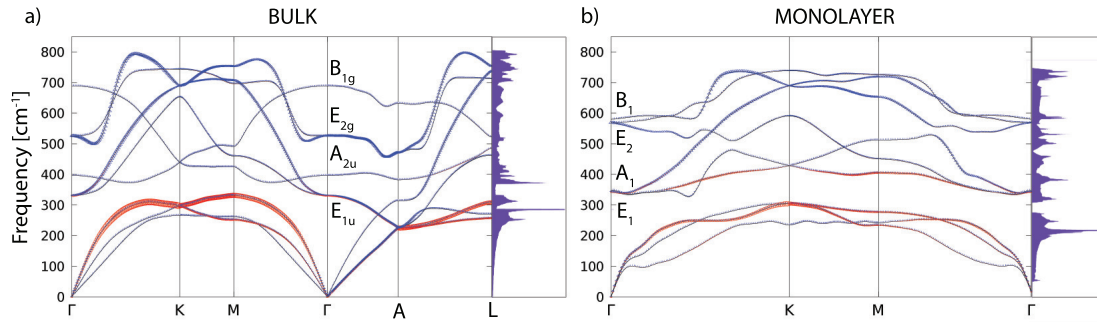 a) BULK
b) MONOLAYER
Frequency [cm⁻¹]
800
700
600
500
400
300
200
100
0
B1g
E2g
A2u
E1u
Γ K M Γ A L
800
700
600
500
400
300
200
100
0
B1
E2
A1
E1
Γ K M Γ